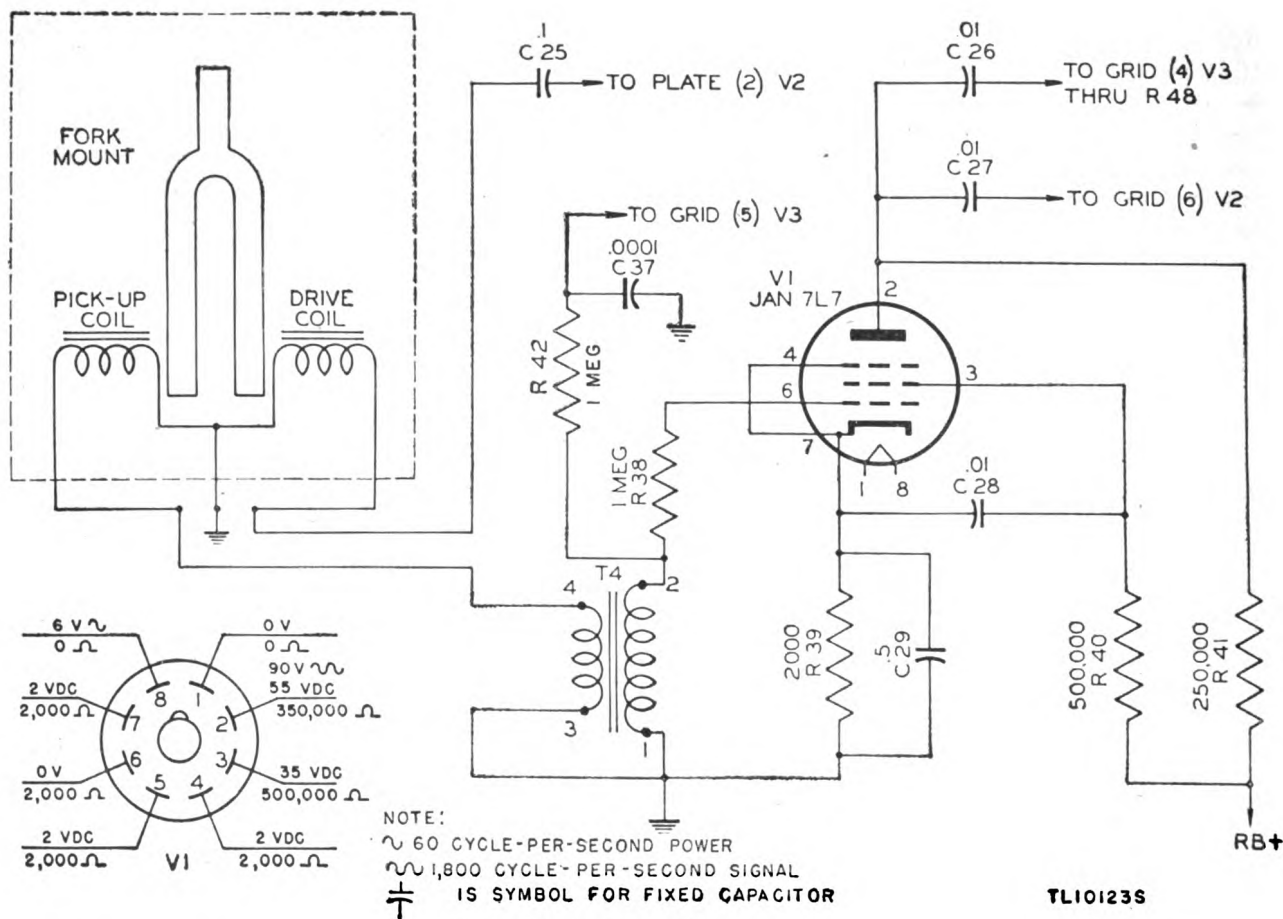 FORK
MOUNT
PICK-UP
COIL
DRIVE
COIL
.1
C 25
TO PLATE (2) V2
.01
C 26
TO GRID (4) V3
THRU R 48
.01
C 27
TO GRID (6) V2
TO GRID (5) V3
.0001
C 37
R 42
1 MEG
1 MEG
R 38
V1
JAN 7L7
2
4
3
6
7
1
8
.01
C 28
T4
4
2
3
1
2000
R 39
.5
C 29
500,000
R 40
250,000
R 41
RB+
6 V ∿
0 Ω
0 V
0 Ω
90 V ∿∿
55 VDC
350,000 Ω
2 VDC
2,000 Ω
35 VDC
500,000 Ω
0 V
2,000 Ω
2 VDC
2,000 Ω
2 VDC
2,000 Ω
8
1
7
2
6
3
5
4
V1
NOTE:
∿ 60 CYCLE-PER-SECOND POWER
∿∿ 1,800 CYCLE-PER-SECOND SIGNAL
IS SYMBOL FOR FIXED CAPACITOR
TL10123S